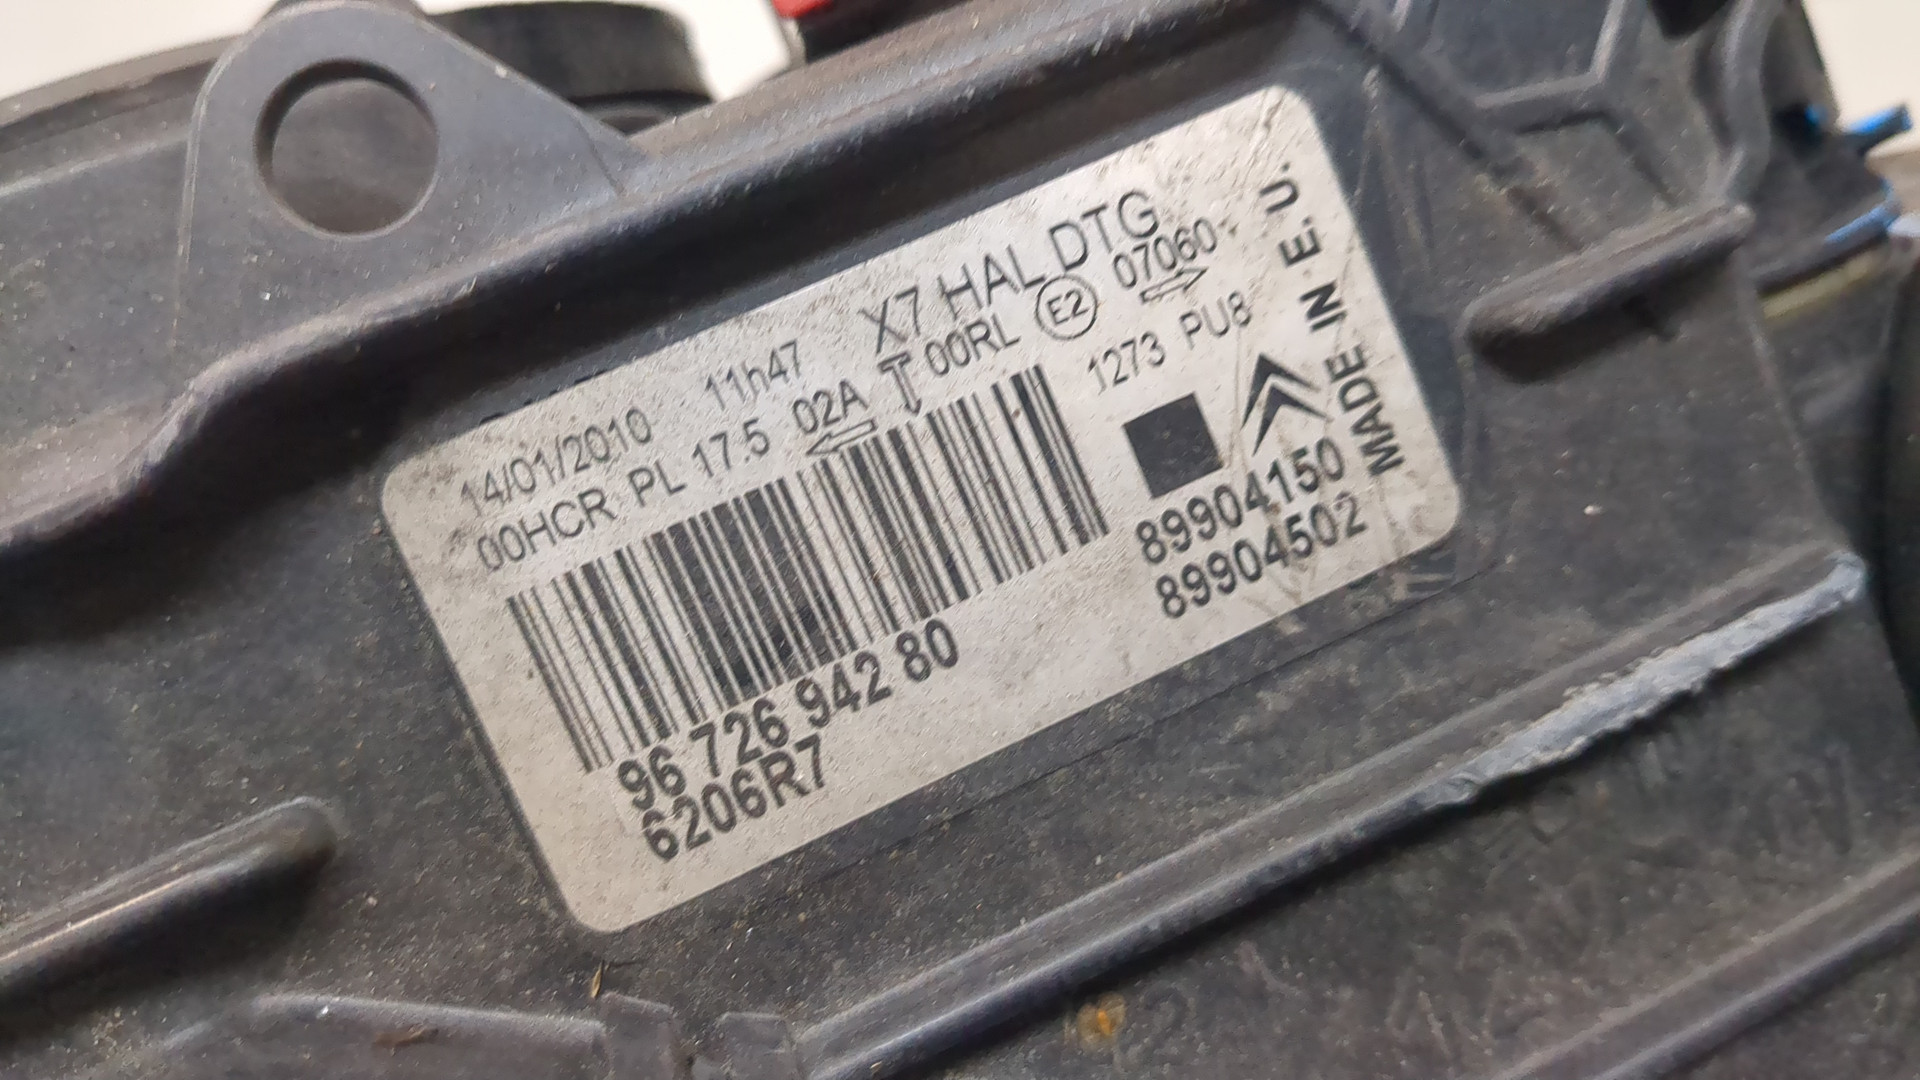 14/01/2010 11h47 X7 HAL DTG
00HCR PL 17.5 02A 00RL E2 07060
1273 PU8
96 726 942 80
6206R7
89904150
89904502
MADE IN E.U.